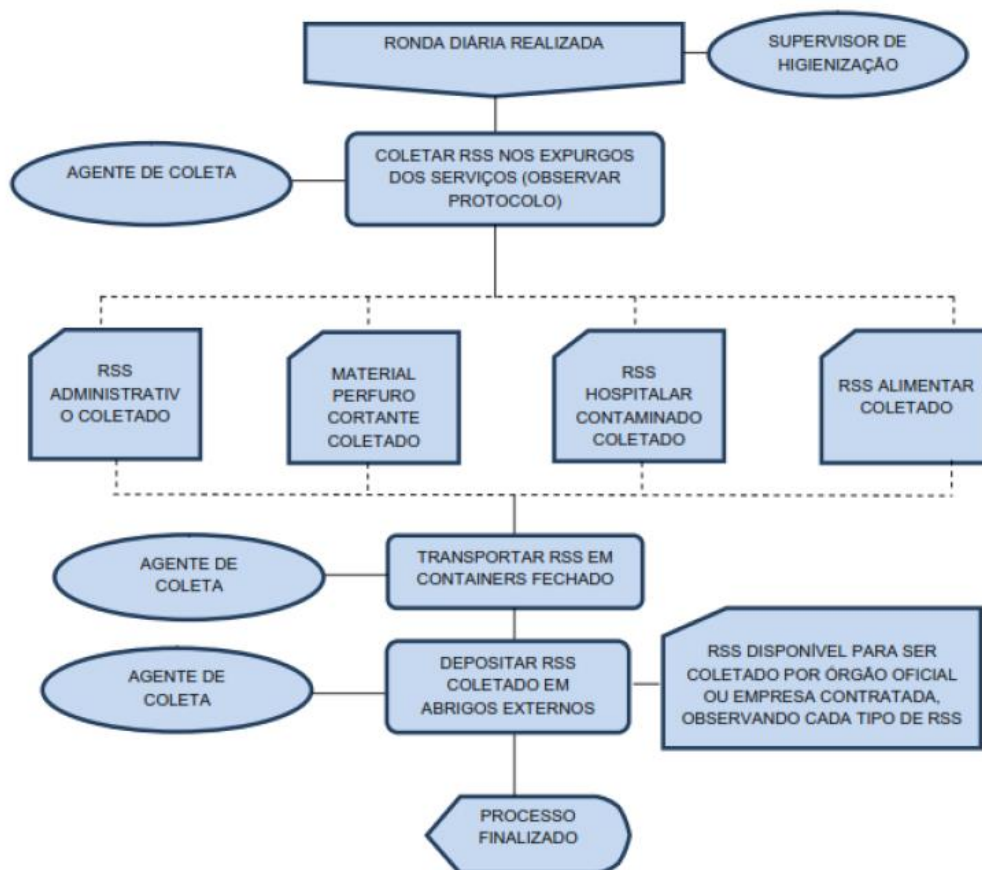 RONDA DIÁRIA REALIZADA
SUPERVISOR DE
HIGIENIZAÇÃO
AGENTE DE COLETA
COLETAR RSS NOS EXPURGOS
DOS SERVIÇOS (OBSERVAR
PROTOCOLO)
RSS
ADMINISTRATIV
O COLETADO
MATERIAL
PERFURO
CORTANTE
COLETADO
RSS
HOSPITALAR
CONTAMINADO
COLETADO
RSS ALIMENTAR
COLETADO
AGENTE DE
COLETA
TRANSPORTAR RSS EM
CONTAINERS FECHADO
AGENTE DE
COLETA
DEPOSITAR RSS
COLETADO EM
ABRIGOS EXTERNOS
RSS DISPONÍVEL PARA SER
COLETADO POR ÓRGÃO OFICIAL
OU EMPRESA CONTRATADA,
OBSERVANDO CADA TIPO DE RSS
PROCESSO
FINALIZADO